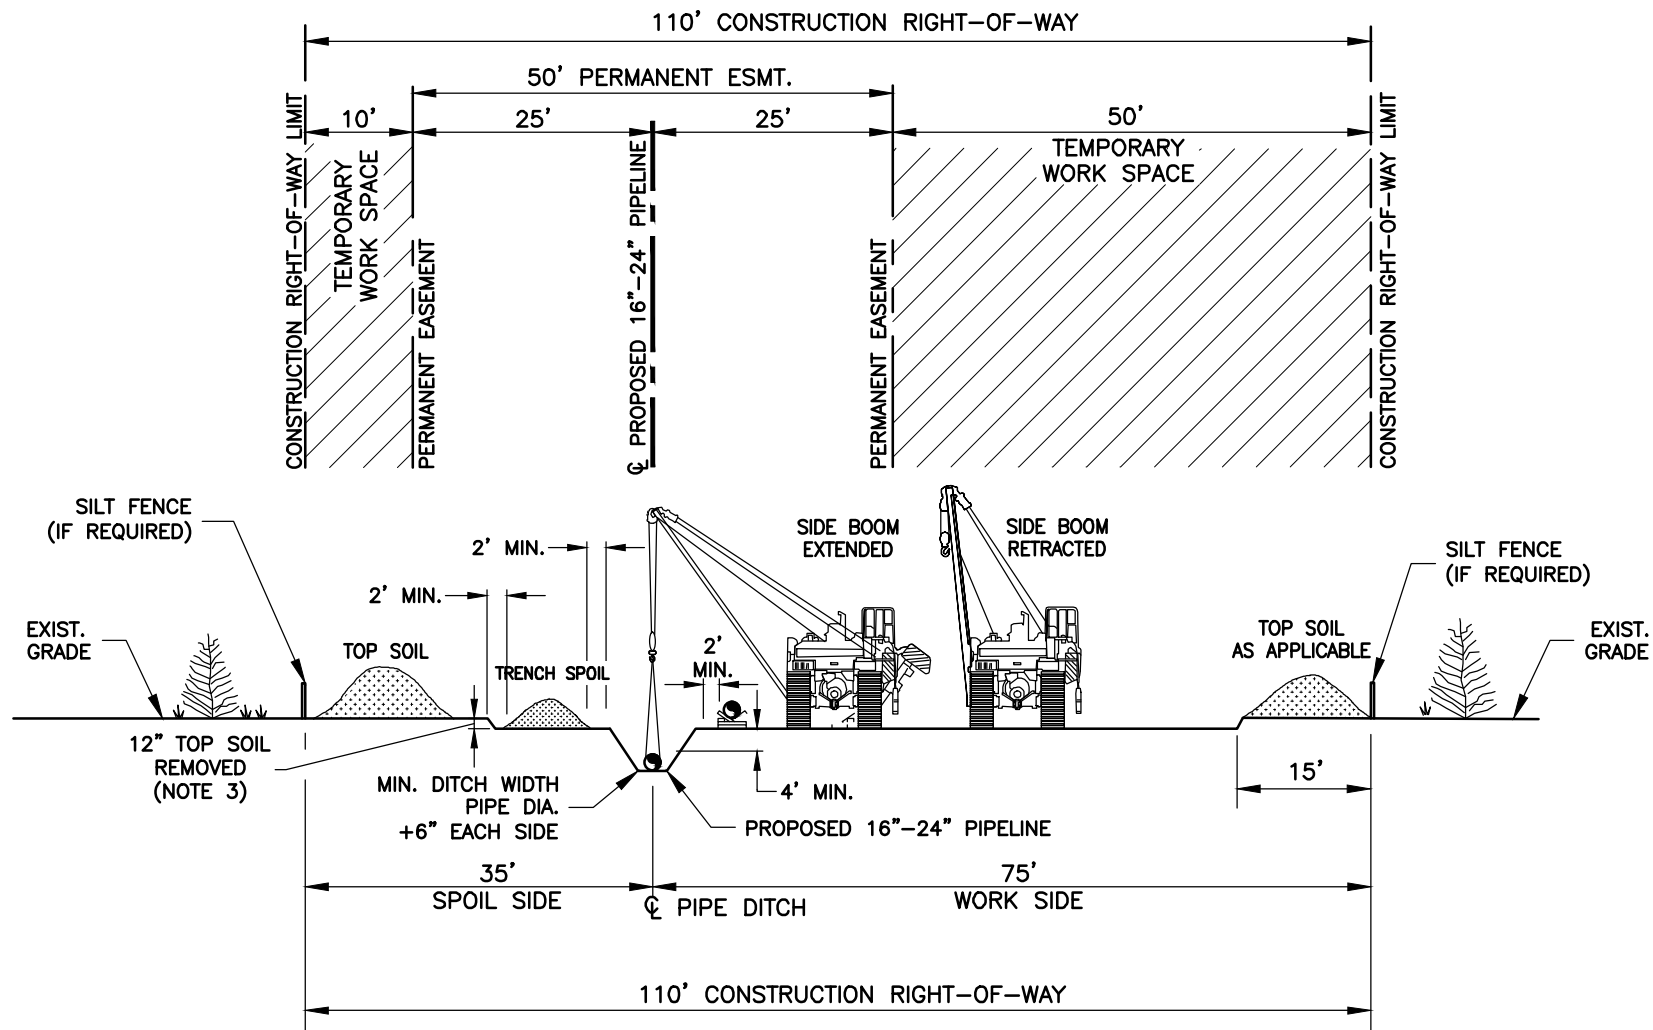 110' CONSTRUCTION RIGHT-OF-WAY
50' PERMANENT ESMT.
10'
25'
25'
50'
CONSTRUCTION RIGHT-OF-WAY LIMIT
TEMPORARY
WORK SPACE
PERMANENT EASEMENT
℄ PROPOSED 16"-24" PIPELINE
PERMANENT EASEMENT
TEMPORARY
WORK SPACE
CONSTRUCTION RIGHT-OF-WAY LIMIT
SILT FENCE
(IF REQUIRED)
2' MIN.
2' MIN.
SIDE BOOM
EXTENDED
SIDE BOOM
RETRACTED
SILT FENCE
(IF REQUIRED)
EXIST.
GRADE
TOP SOIL
TRENCH SPOIL
2'
MIN.
TOP SOIL
AS APPLICABLE
EXIST.
GRADE
12" TOP SOIL
REMOVED
(NOTE 3)
MIN. DITCH WIDTH
PIPE DIA.
+6" EACH SIDE
4' MIN.
PROPOSED 16"-24" PIPELINE
15'
35'
SPOIL SIDE
℄ PIPE DITCH
75'
WORK SIDE
110' CONSTRUCTION RIGHT-OF-WAY